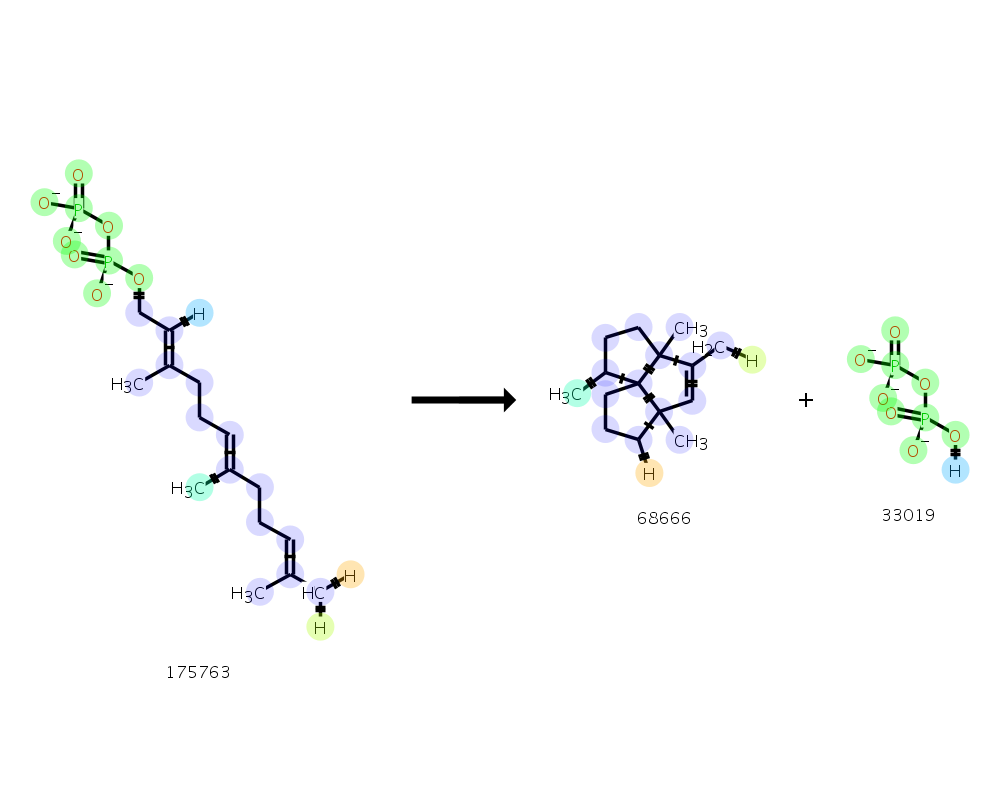 O
O⁻ P O
O⁻
O P O
O⁻
H
H₃C
H₃C
H
H₃C HC
H
175763
CH₃
H₂C H
H₃C
CH₃
H
68666
+
O
O⁻ P O
O⁻
O P O
O⁻
H
33019